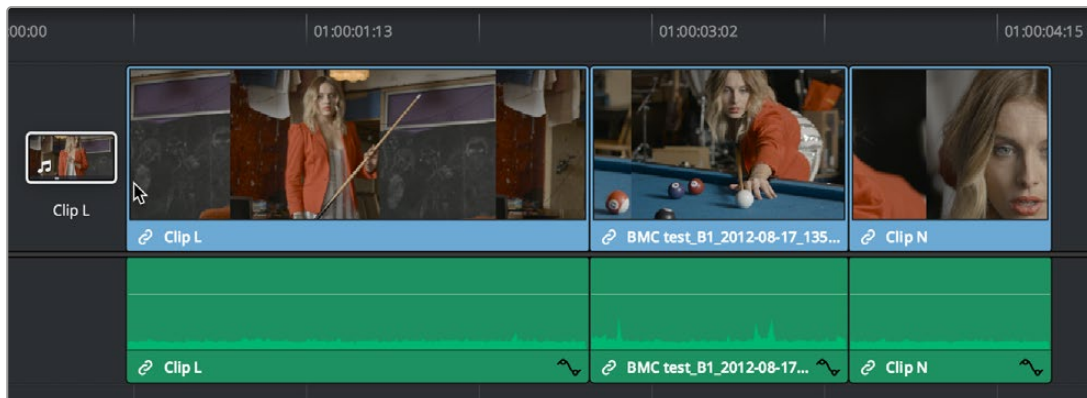 :00:00
01:00:01:13
01:00:03:02
01:00:04:15
Clip L
Clip L
BMC test_B1_2012-08-17_135...
Clip N
Clip L
BMC test_B1_2012-08-17...
Clip N